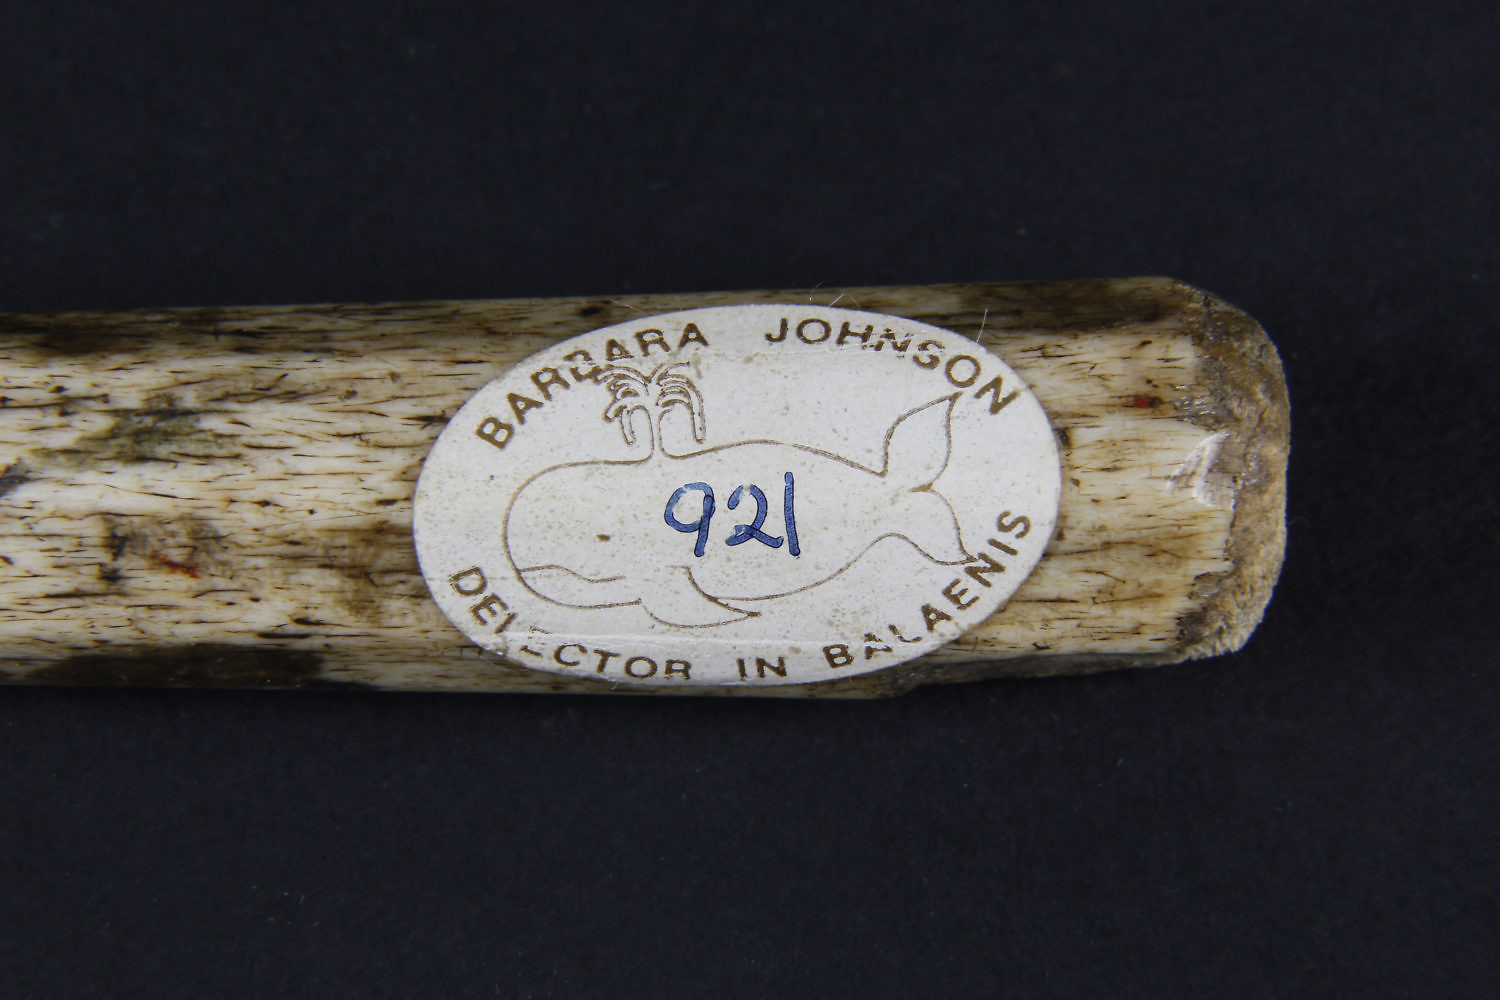 BARBARA JOHNSON
921
DELECTOR IN BALAENIS